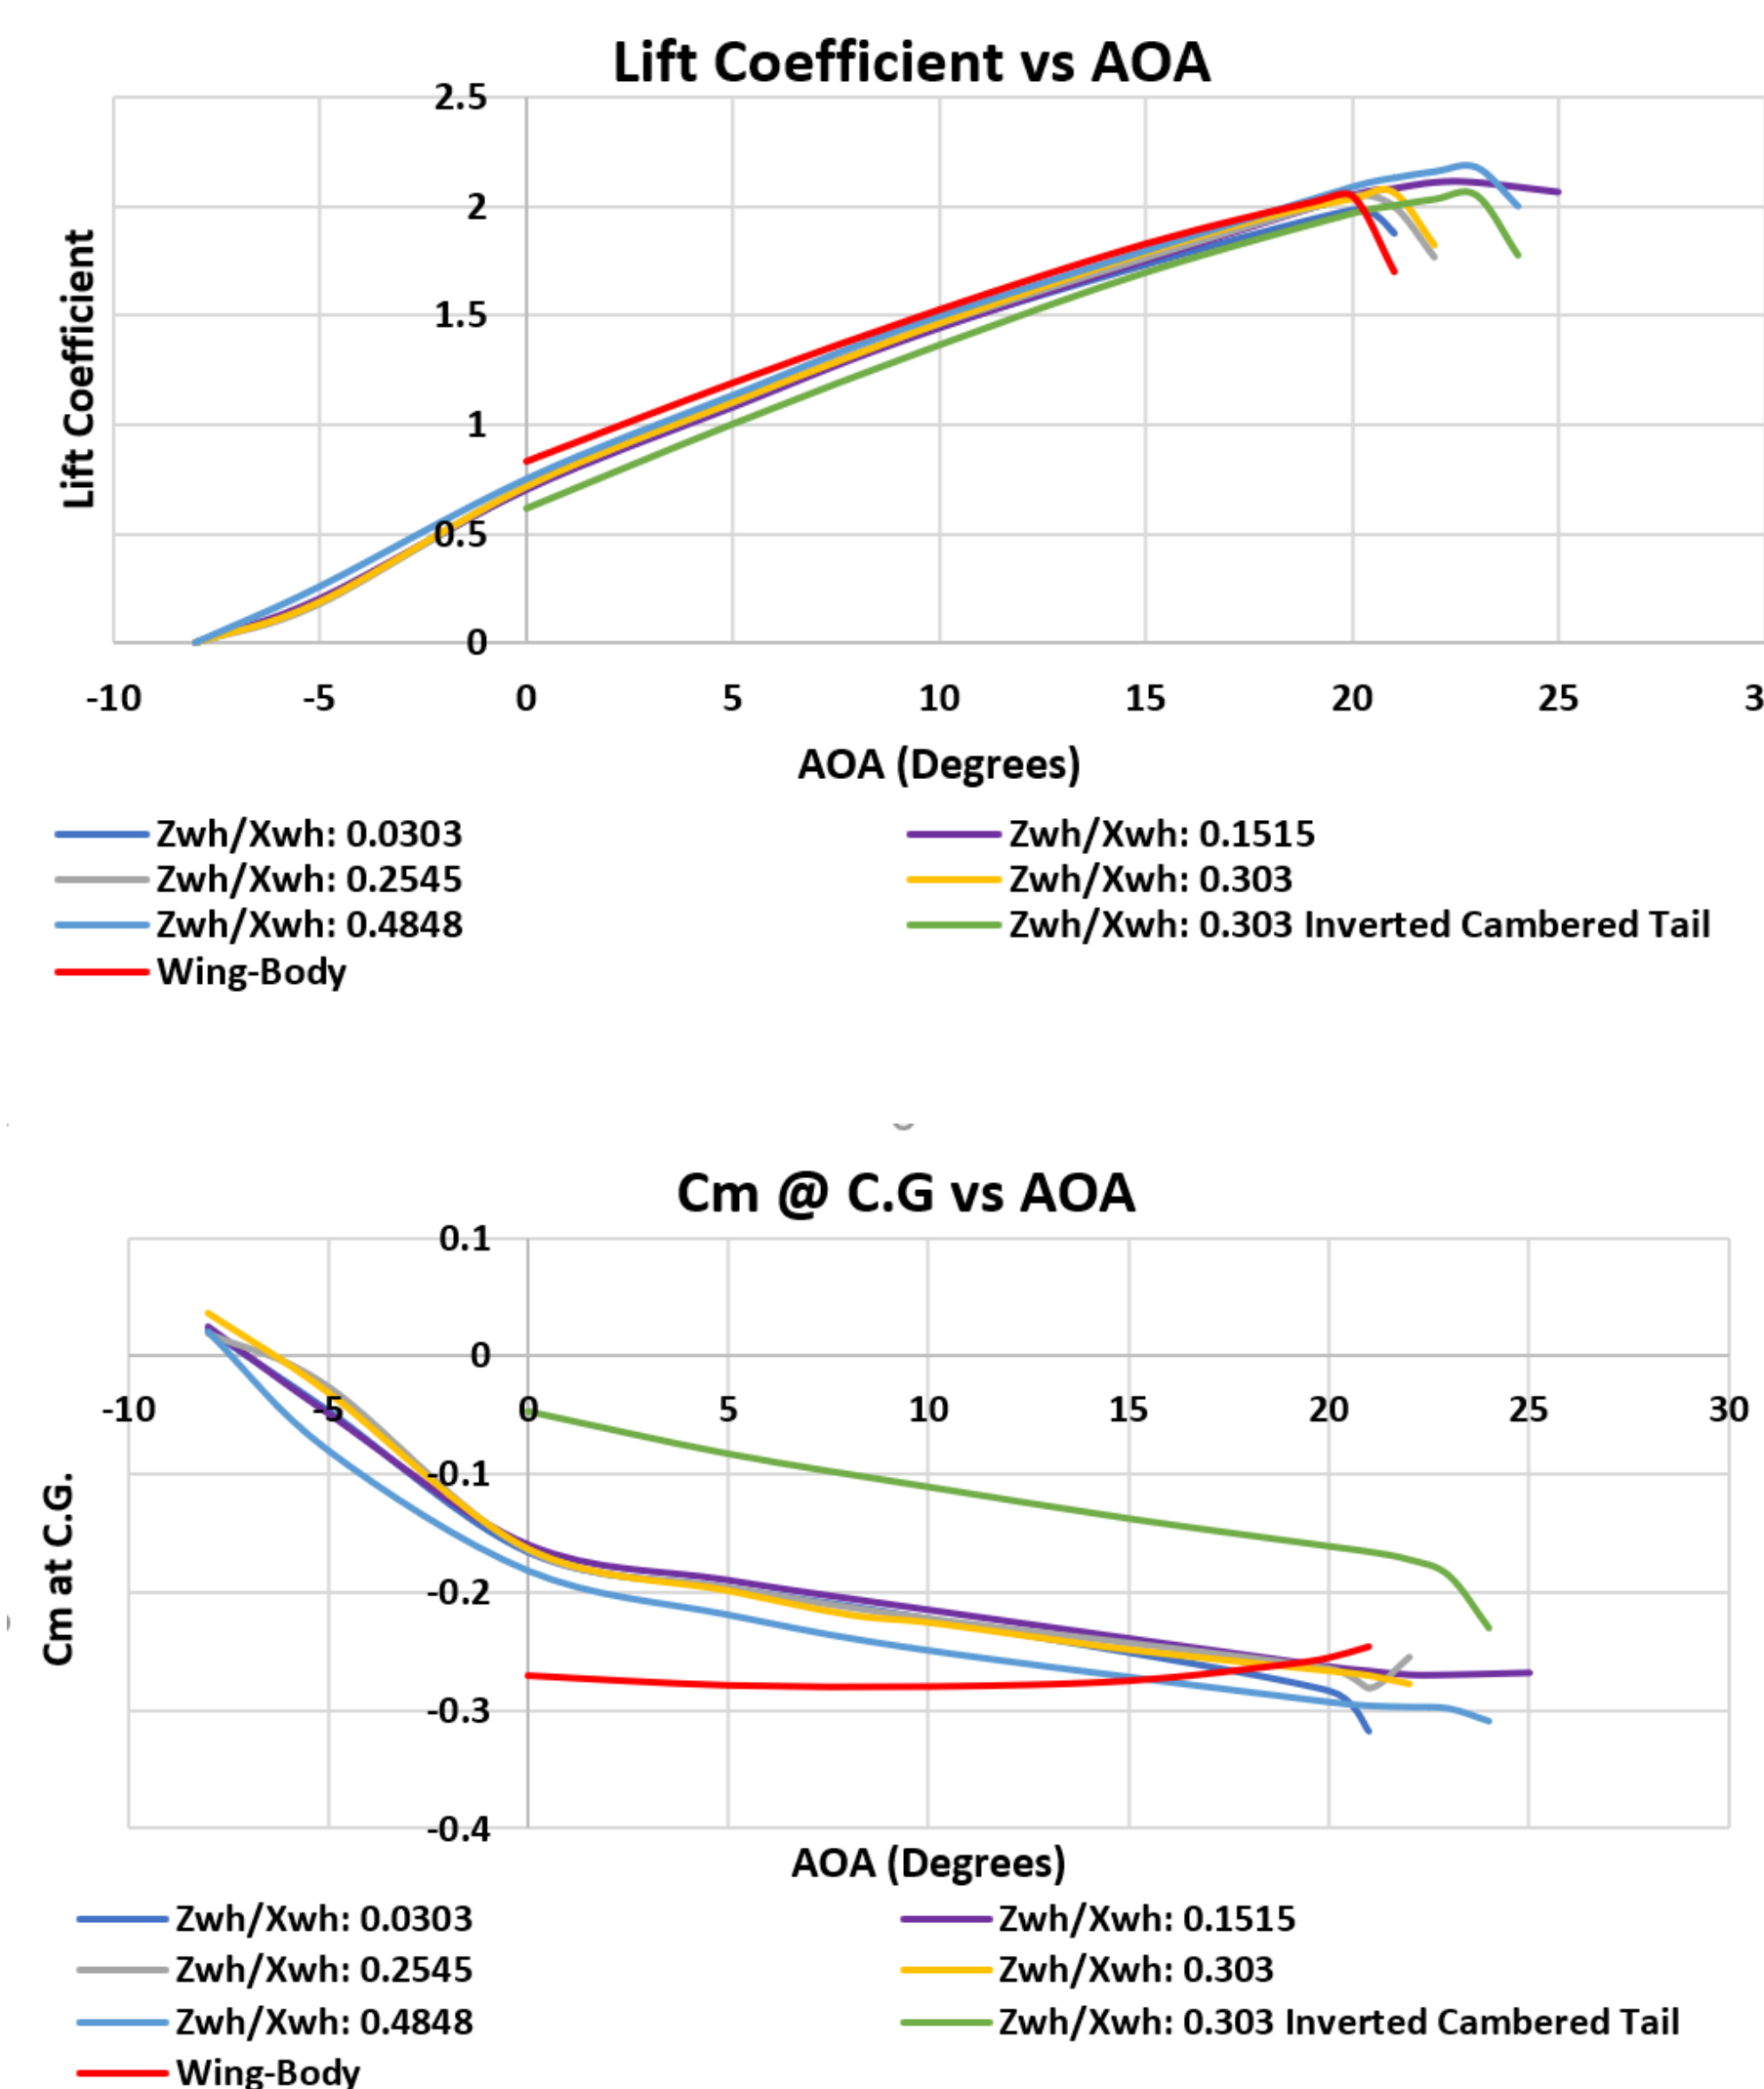 Lift Coefficient vs AOA
2.5
2
1.5
1
0.5
0
Lift Coefficient
-10 -5 0 5 10 15 20 25 3
AOA (Degrees)
Zwh/Xwh: 0.0303 Zwh/Xwh: 0.1515
Zwh/Xwh: 0.2545 Zwh/Xwh: 0.303
Zwh/Xwh: 0.4848 Zwh/Xwh: 0.303 Inverted Cambered Tail
Wing-Body
Cm @ C.G vs AOA
0.1
0
-10 -5 0 5 10 15 20 25 30
-0.1
-0.2
-0.3
-0.4
Cm at C.G.
AOA (Degrees)
Zwh/Xwh: 0.0303 Zwh/Xwh: 0.1515
Zwh/Xwh: 0.2545 Zwh/Xwh: 0.303
Zwh/Xwh: 0.4848 Zwh/Xwh: 0.303 Inverted Cambered Tail
Wing-Body